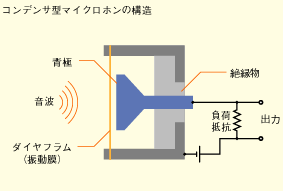 コンデンサ型マイクロホンの構造
青極
絶縁物
音波
負荷
抵抗
出力
ダイヤフラム
(振動膜)